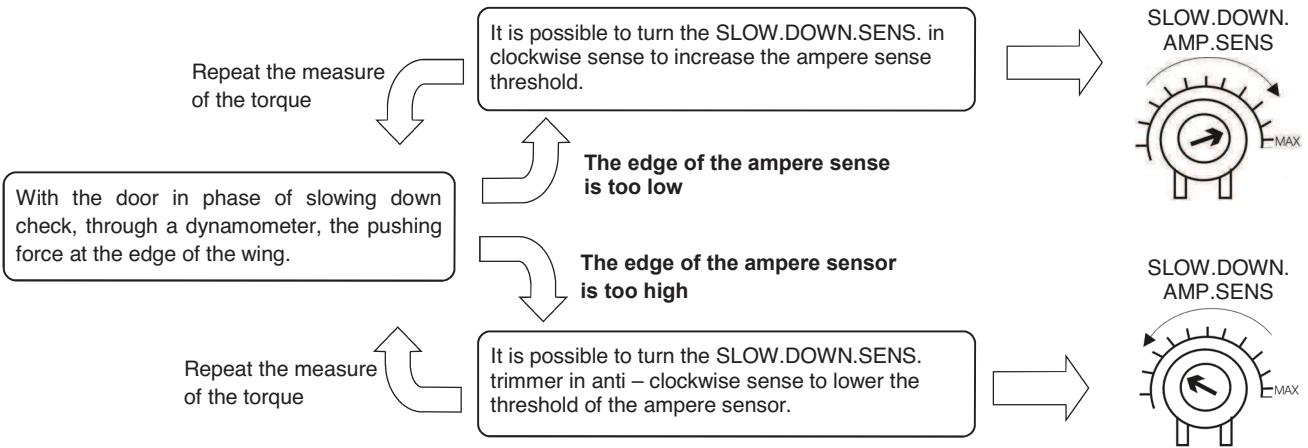 It is possible to turn the SLOW.DOWN.SENS. in
clockwise sense to increase the ampere sense
threshold.
SLOW.DOWN.
AMP.SENS
MAX
Repeat the measure
of the torque
The edge of the ampere sense
is too low
With the door in phase of slowing down
check, through a dynamometer, the pushing
force at the edge of the wing.
The edge of the ampere sensor
is too high
SLOW.DOWN.
AMP.SENS
MAX
Repeat the measure
of the torque
It is possible to turn the SLOW.DOWN.SENS.
trimmer in anti – clockwise sense to lower the
threshold of the ampere sensor.